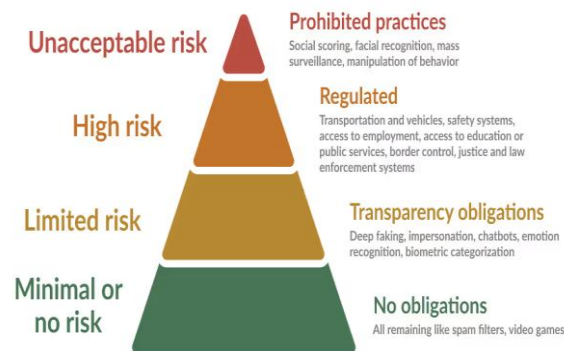 Unacceptable risk
Prohibited practices
Social scoring, facial recognition, mass
surveillance, manipulation of behavior
High risk
Regulated
Transportation and vehicles, safety systems,
access to employment, access to education or
public services, border control, justice and law
enforcement systems
Limited risk
Transparency obligations
Deep faking, impersonation, chatbots, emotion
recognition, biometric categorization
Minimal or
no risk
No obligations
All remaining like spam filters, video games